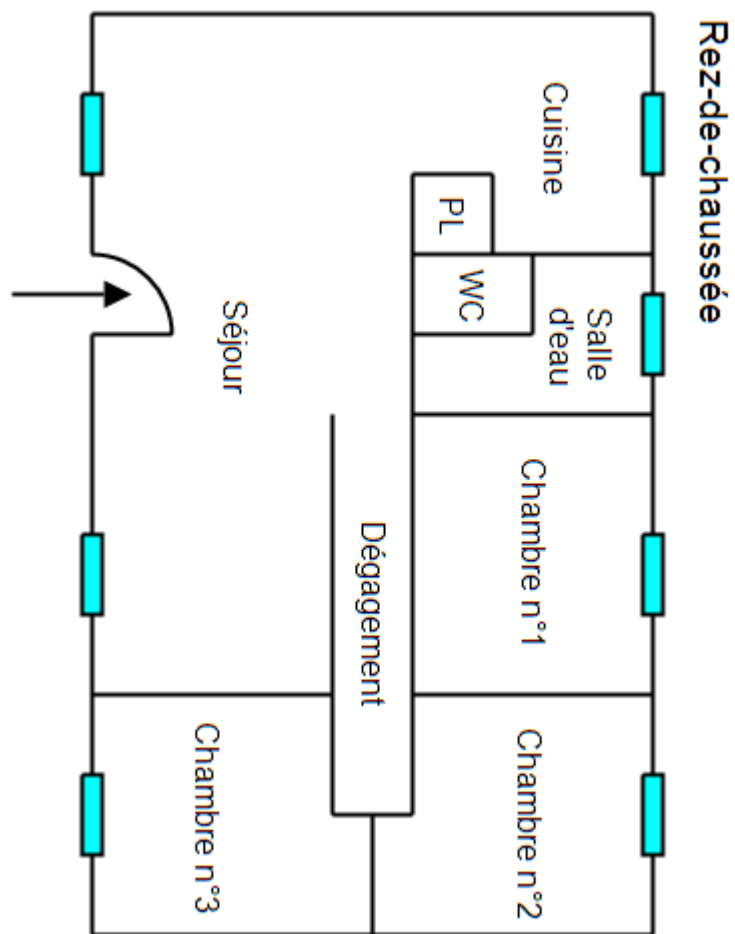 Rez-de-chaussée
Cuisine
PL
WC
Salle
d'eau
Séjour
Dégagement
Chambre n°1
Chambre n°2
Chambre n°3